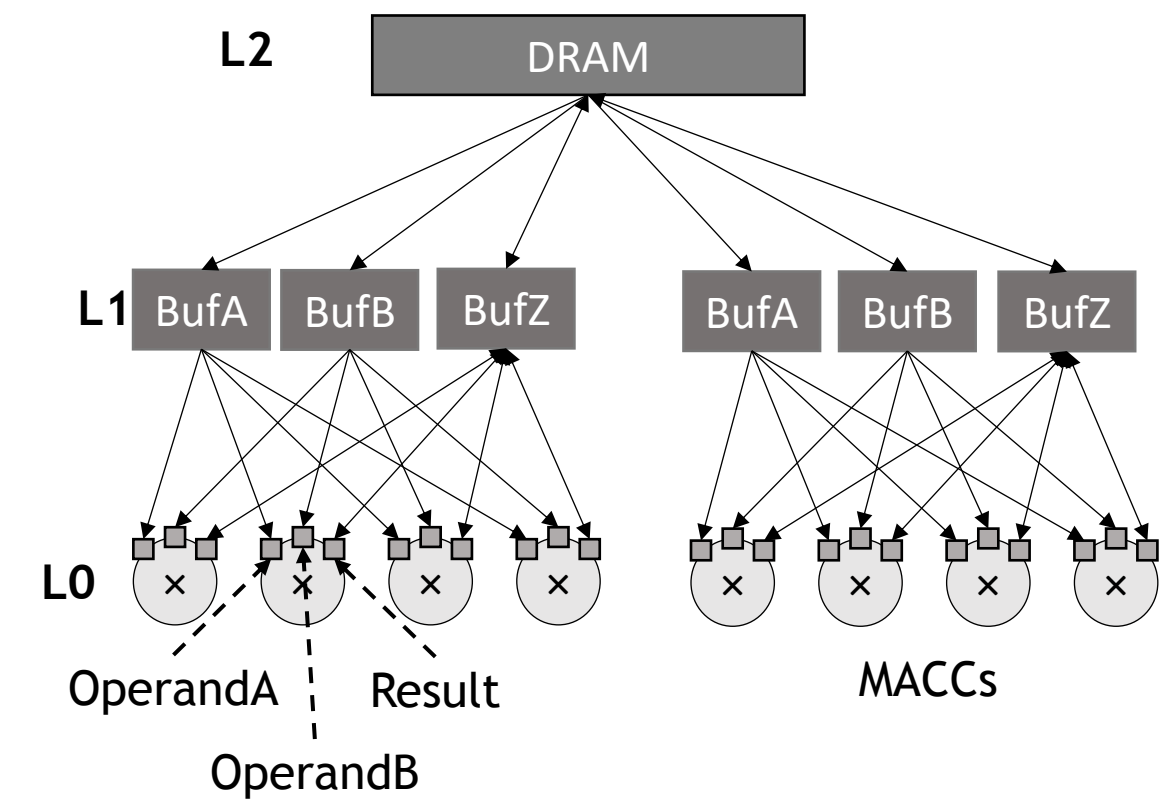 L2
DRAM
L1
BufA
BufB
BufZ
BufA
BufB
BufZ
L0
×
×
×
×
×
×
×
×
OperandA
Result
MACCs
OperandB